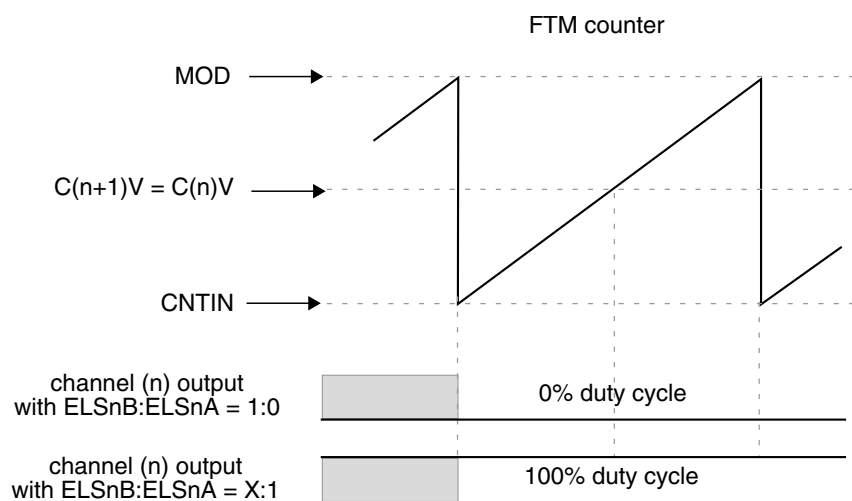 FTM counter
MOD
C(n+1)V = C(n)V
CNTIN
channel (n) output
with ELSnB:ELSnA = 1:0
0% duty cycle
channel (n) output
with ELSnB:ELSnA = X:1
100% duty cycle